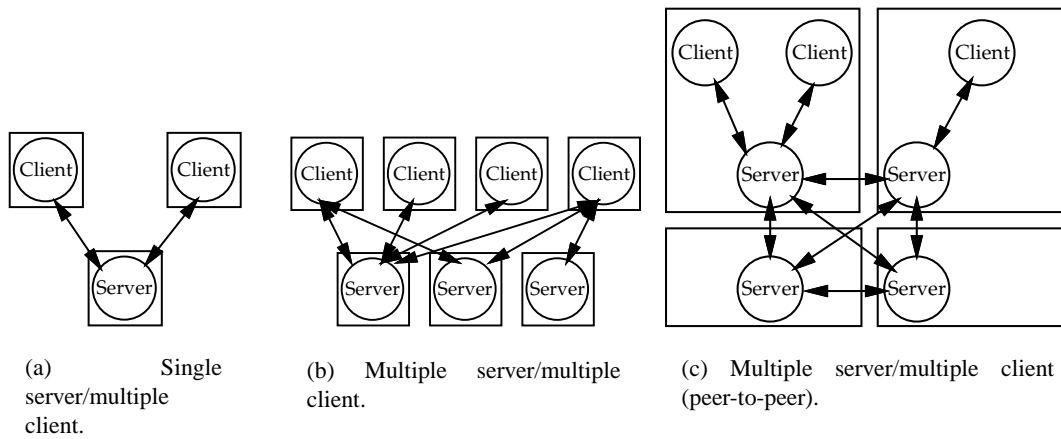 Client Client
Server
(a) Single
server/multiple
client.
Client Client Client Client
Server Server Server
(b) Multiple server/multiple
client.
Client Client Client
Server Server
Server Server
(c) Multiple server/multiple client
(peer-to-peer).